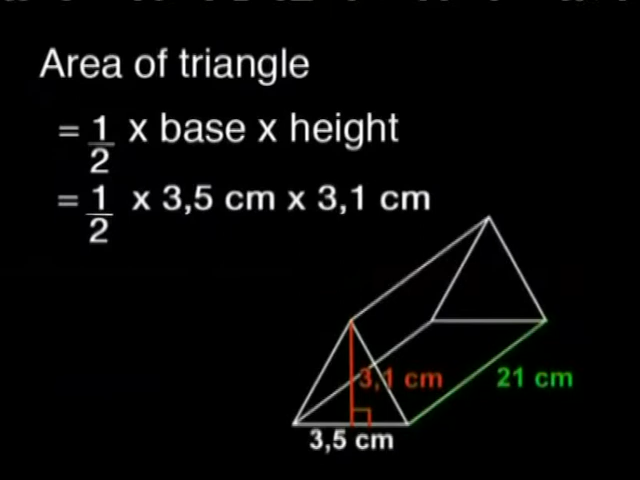 Area of triangle
= 1/2 x base x height
= 1/2 x 3,5 cm x 3,1 cm
3,1 cm
21 cm
3,5 cm